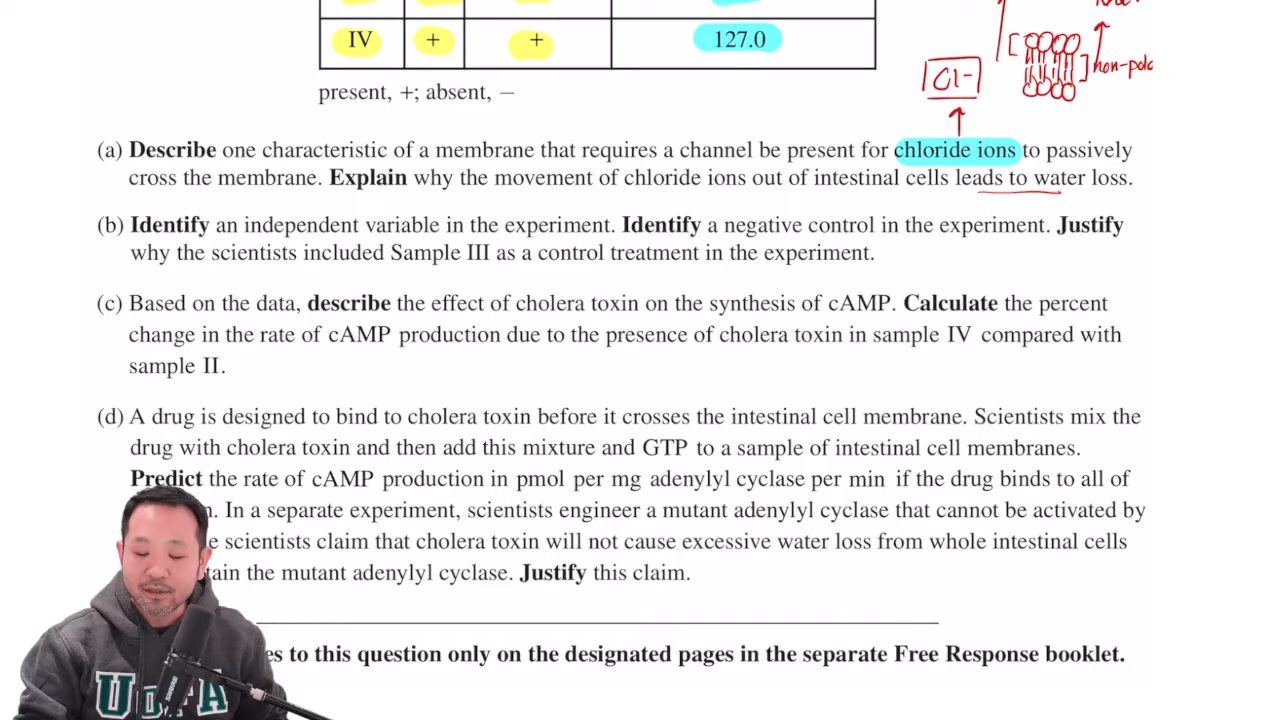 IV + + 127.0
present, +; absent, −
Cl-
non-pola
(a) Describe one characteristic of a membrane that requires a channel be present for chloride ions to passively
cross the membrane. Explain why the movement of chloride ions out of intestinal cells leads to water loss.
(b) Identify an independent variable in the experiment. Identify a negative control in the experiment. Justify
why the scientists included Sample III as a control treatment in the experiment.
(c) Based on the data, describe the effect of cholera toxin on the synthesis of cAMP. Calculate the percent
change in the rate of cAMP production due to the presence of cholera toxin in sample IV compared with
sample II.
(d) A drug is designed to bind to cholera toxin before it crosses the intestinal cell membrane. Scientists mix the
drug with cholera toxin and then add this mixture and GTP to a sample of intestinal cell membranes.
Predict the rate of cAMP production in pmol per mg adenylyl cyclase per min if the drug binds to all of
n. In a separate experiment, scientists engineer a mutant adenylyl cyclase that cannot be activated by
e scientists claim that cholera toxin will not cause excessive water loss from whole intestinal cells
tain the mutant adenylyl cyclase. Justify this claim.
es to this question only on the designated pages in the separate Free Response booklet.